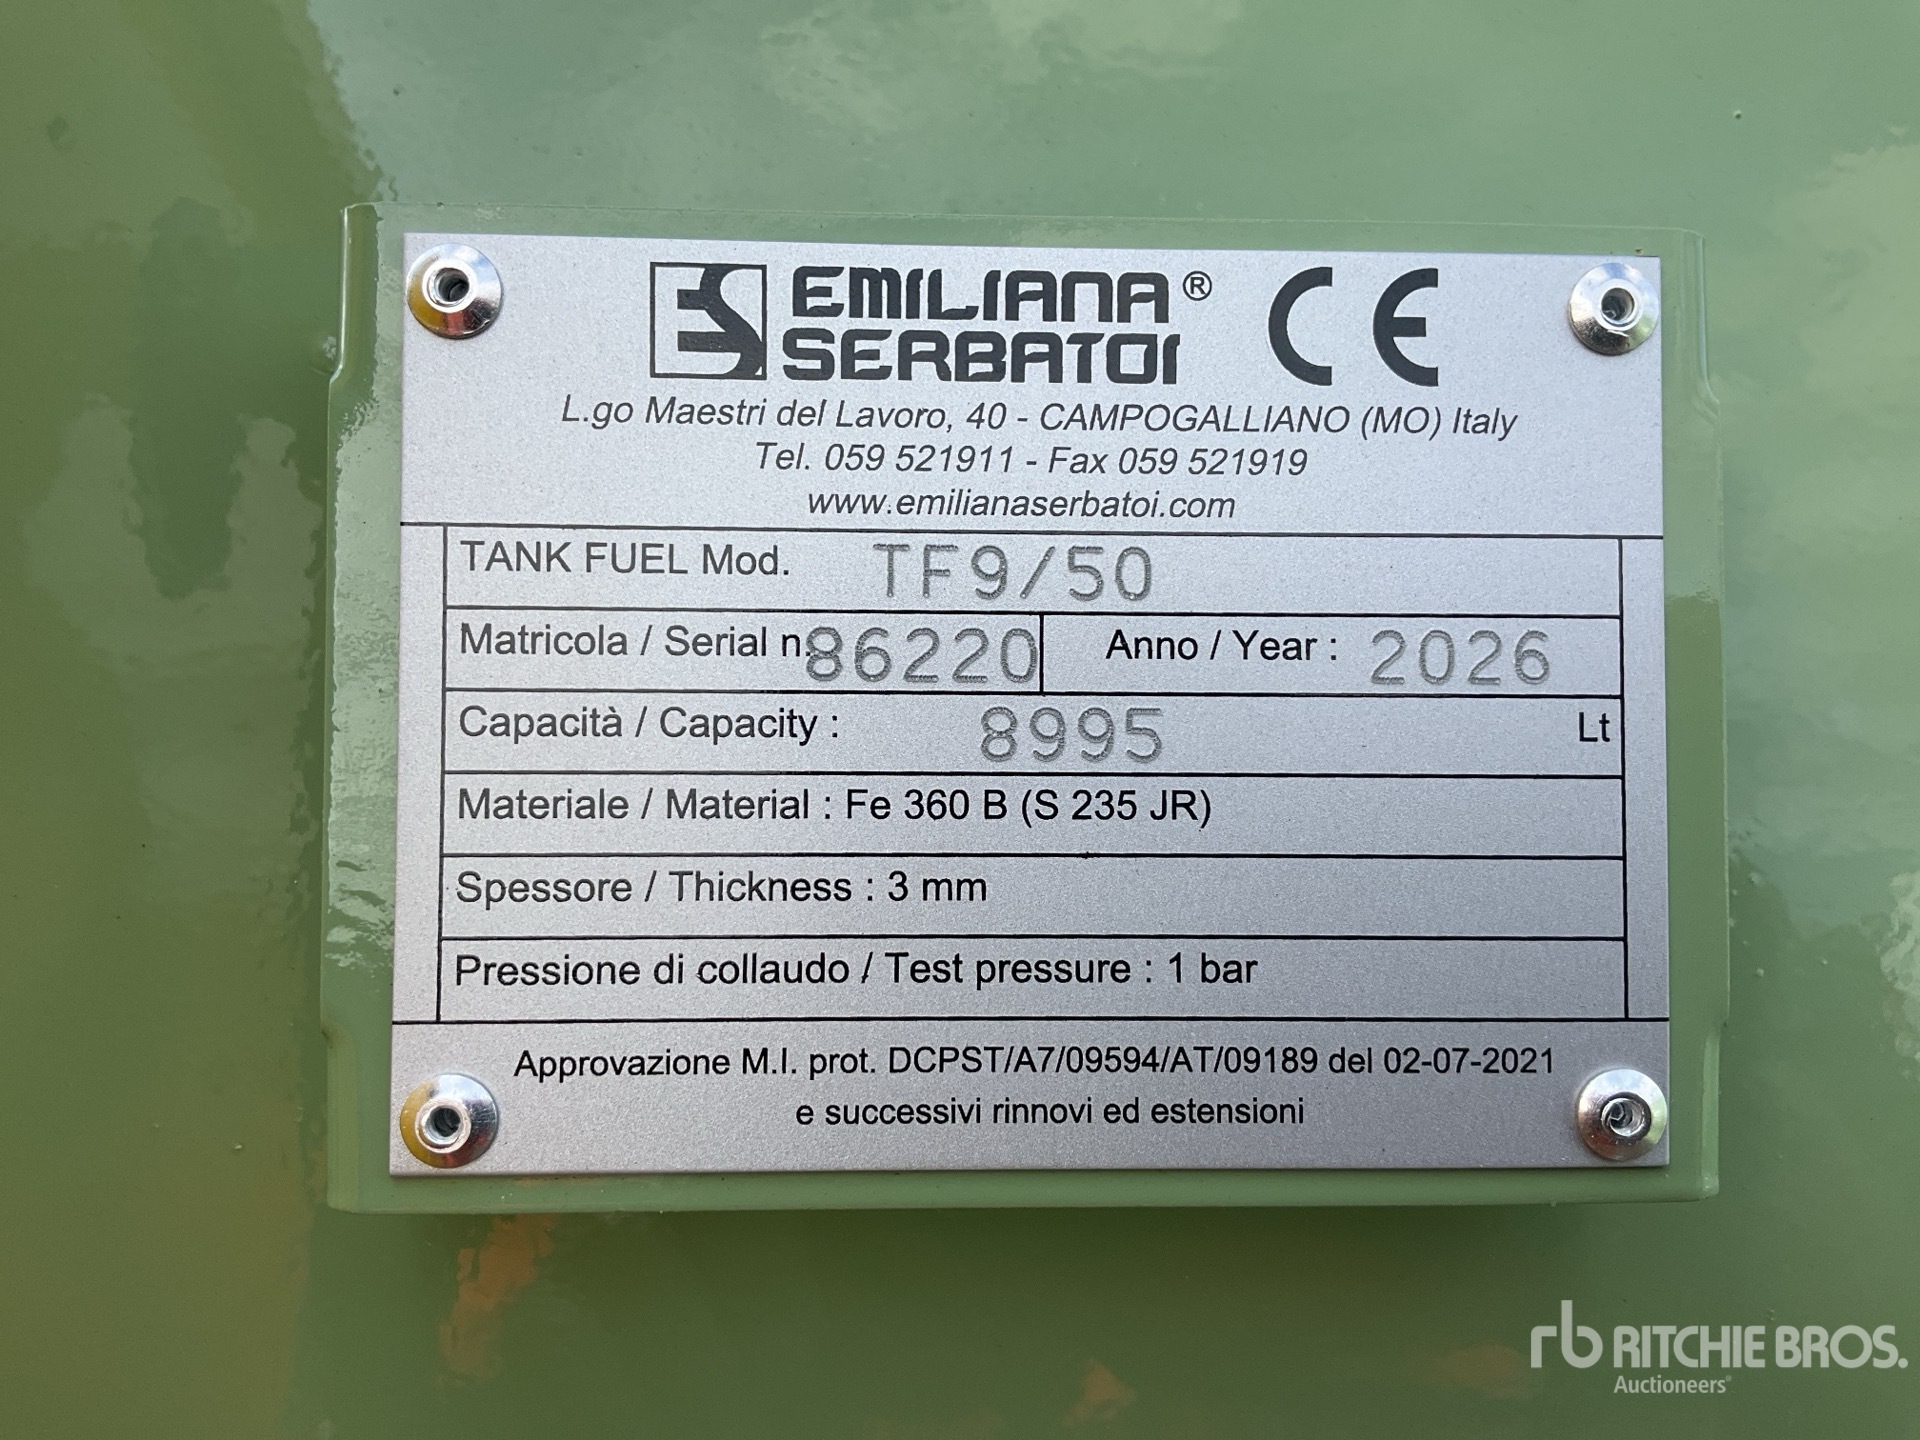 EMILIANA ® CE
SERBATOI
L.go Maestri del Lavoro, 40 - CAMPOGALLIANO (MO) Italy
Tel. 059 521911 - Fax 059 521919
www.emilianaserbatoi.com
TANK FUEL Mod. TF9/50
Matricola / Serial n. 86220 Anno / Year : 2026
Capacità / Capacity : 8995 Lt
Materiale / Material : Fe 360 B (S 235 JR)
Spessore / Thickness : 3 mm
Pressione di collaudo / Test pressure : 1 bar
Approvazione M.I. prot. DCPST/A7/09594/AT/09189 del 02-07-2021
e successivi rinnovi ed estensioni
rb RITCHIE BROS.
Auctioneers